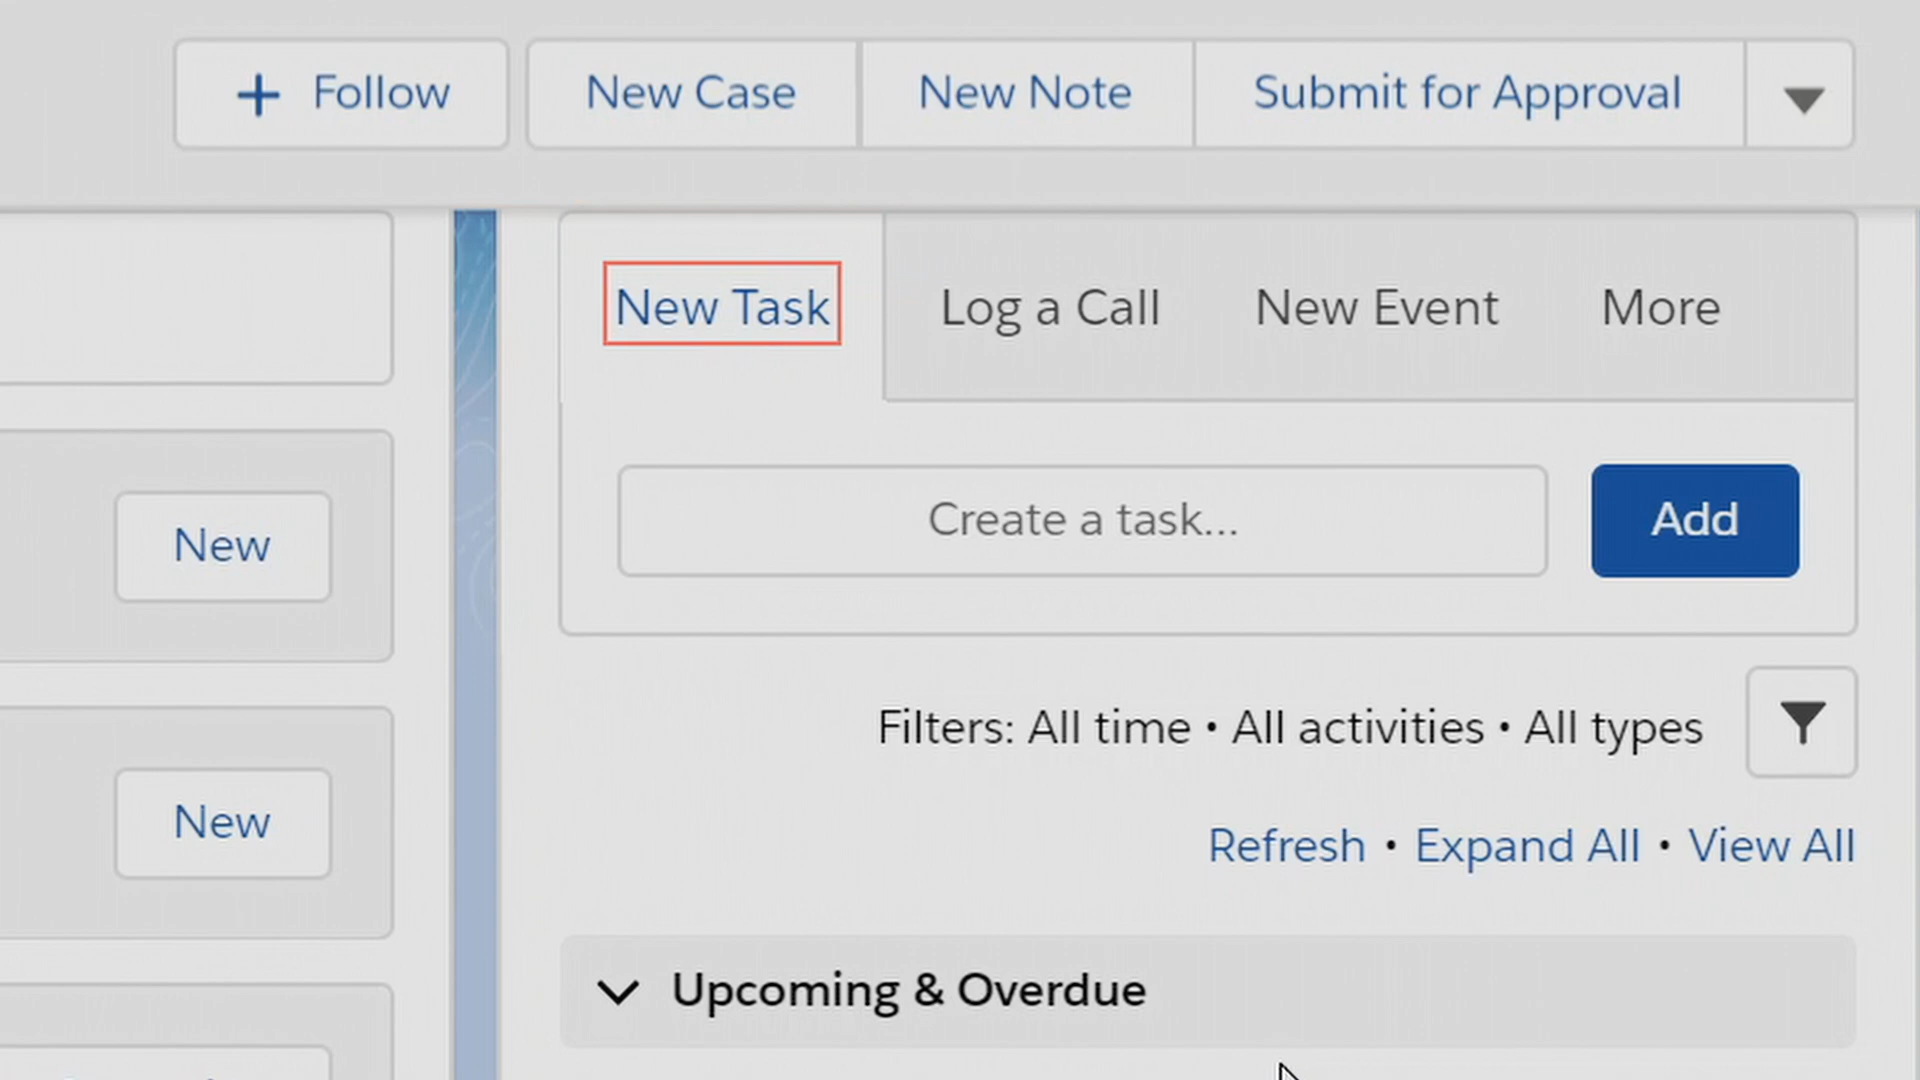 + Follow
New Case
New Note
Submit for Approval
New Task
Log a Call
New Event
More
New
Create a task...
Add
Filters: All time • All activities • All types
New
Refresh • Expand All • View All
Upcoming & Overdue